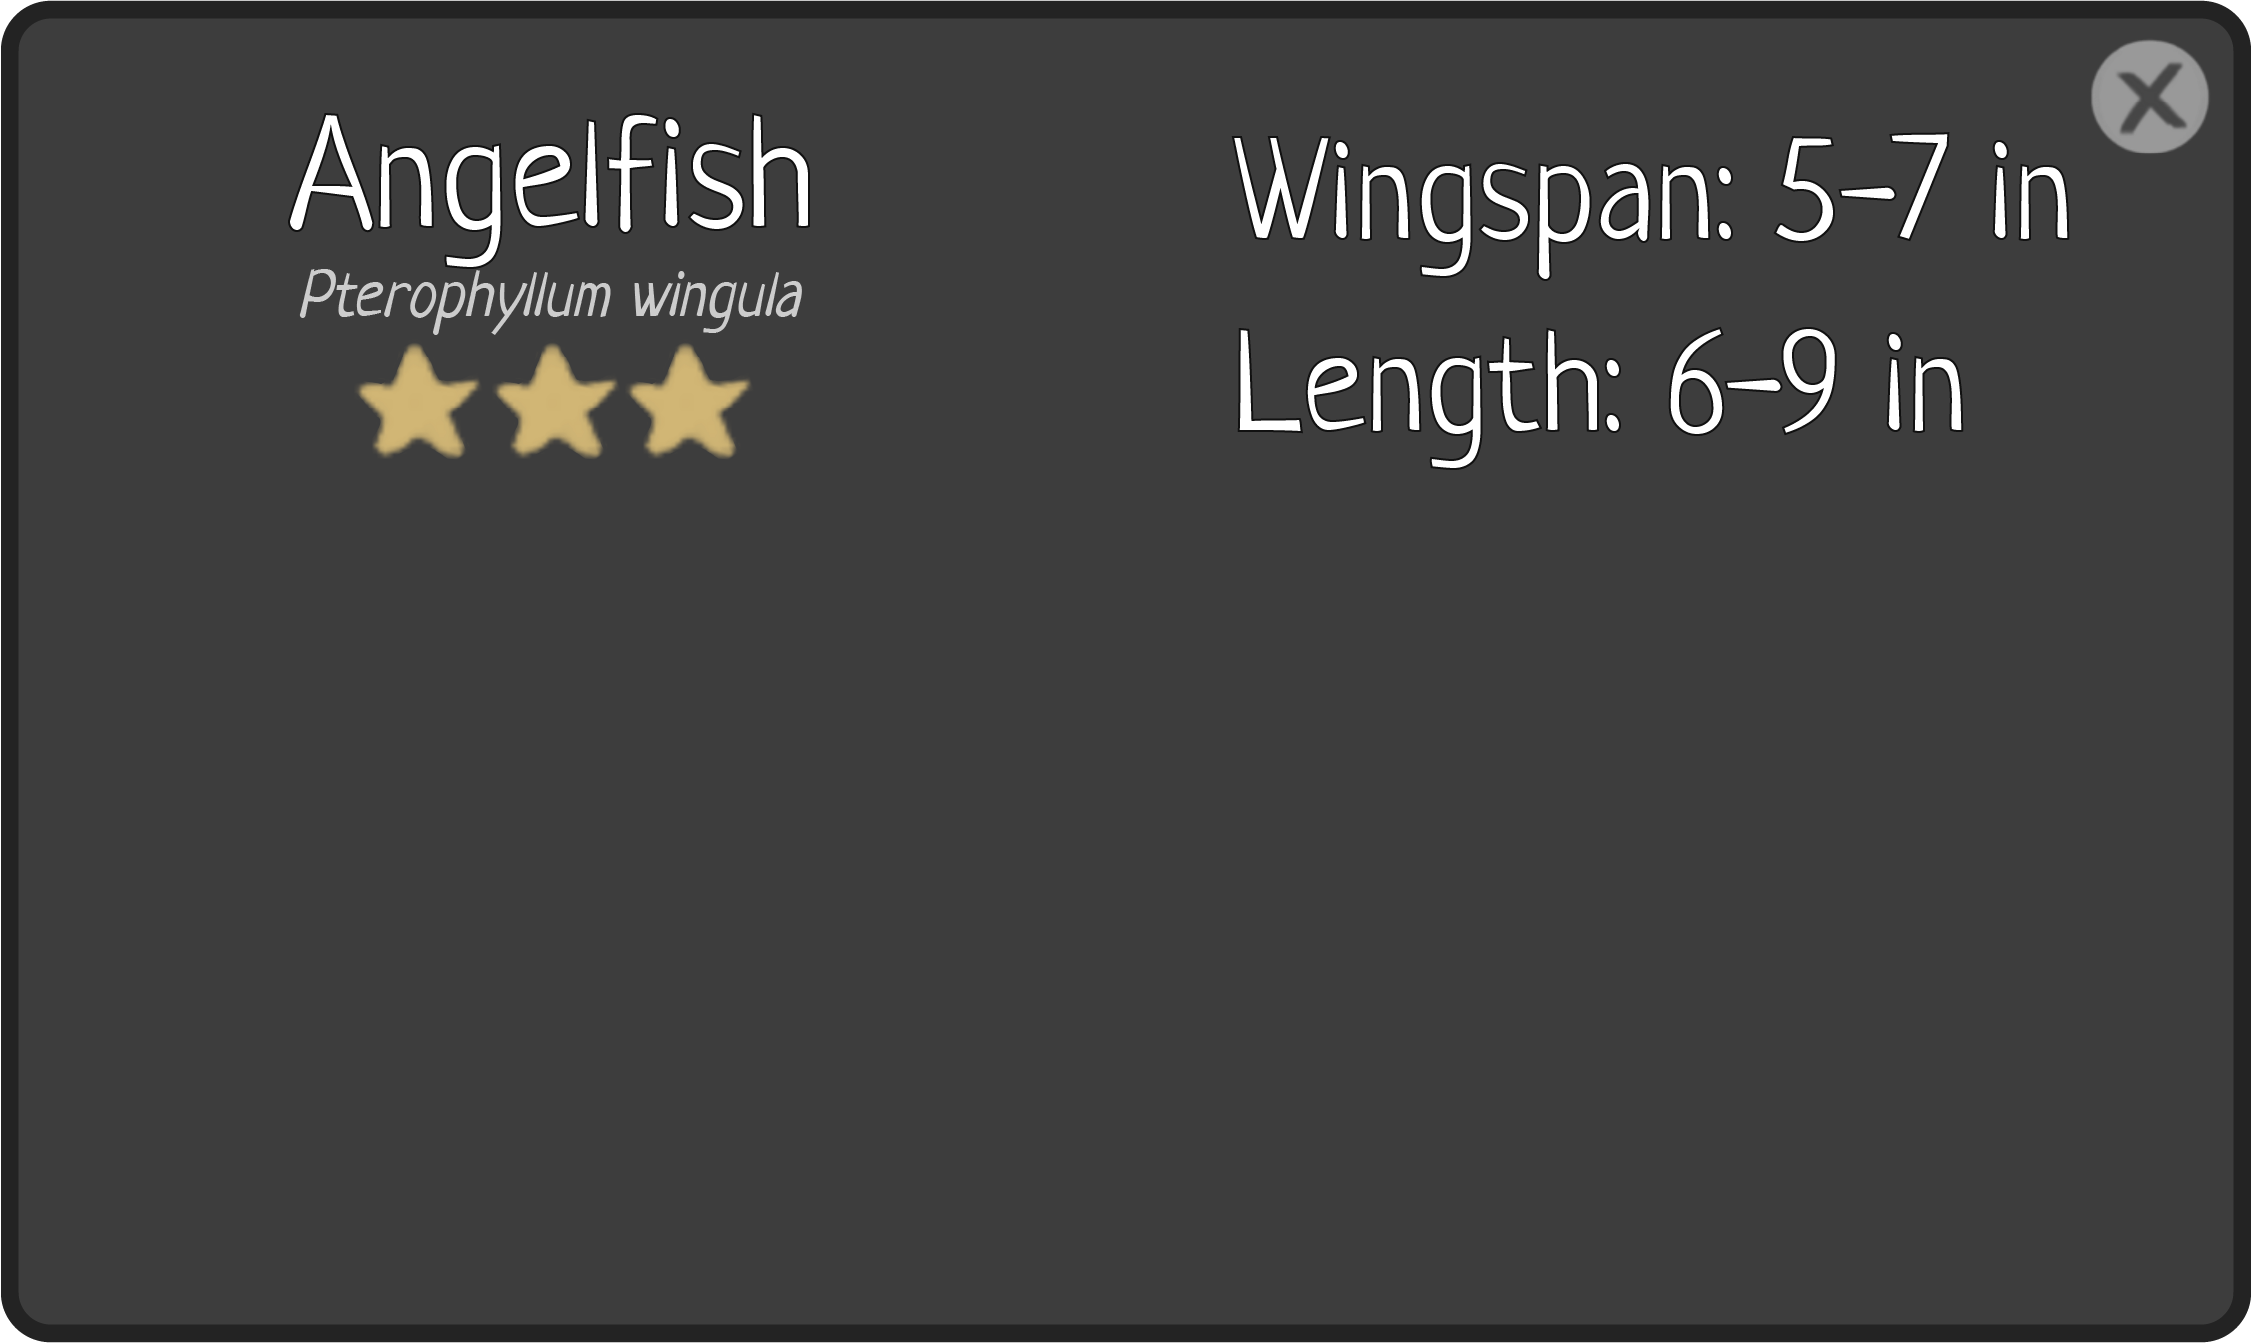 Angelfish
Pterophyllum wingula
Wingspan: 5-7 in
Length: 6-9 in
X